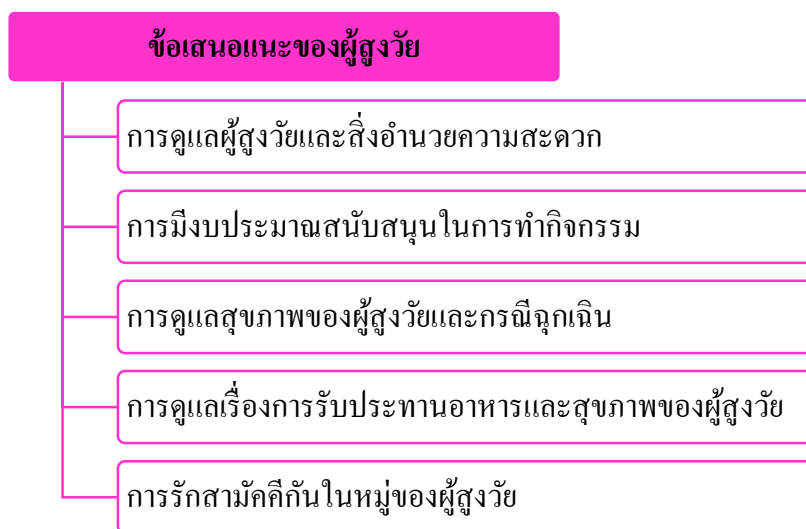 ข้อเสนอแนะของผู้สูงวัย
การดูแลผู้สูงวัยและสิ่งอำนวยความสะดวก
การมีงบประมาณสนับสนุนในการทำกิจกรรม
การดูแลสุขภาพของผู้สูงวัยและกรณีฉุกเฉิน
การดูแลเรื่องการรับประทานอาหารและสุขภาพของผู้สูงวัย
การรักสามัคคีกันในหมู่ของผู้สูงวัย